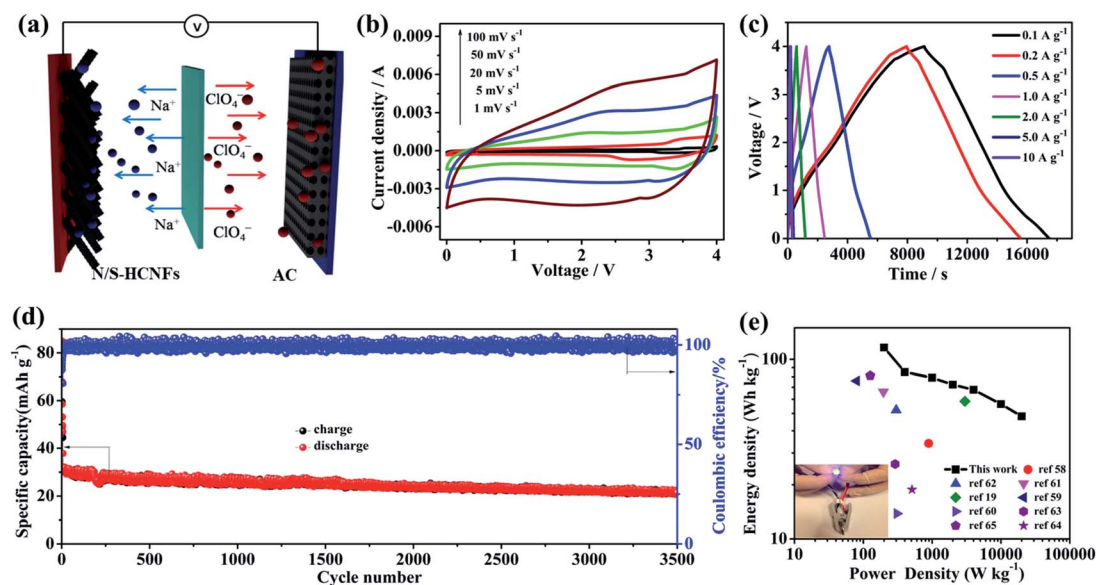 (a)
V
Na⁺
ClO₄⁻
Na⁺
ClO₄⁻
Na⁺
ClO₄⁻
Na⁺
ClO₄⁻
N/S-HCNFs
AC
(b)
0.009
0.006
0.003
0.000
-0.003
-0.006
Current density / A
100 mV s⁻¹
50 mV s⁻¹
20 mV s⁻¹
5 mV s⁻¹
1 mV s⁻¹
0 1 2 3 4
Voltage / V
(c)
5
4
3
2
1
0
Voltage / V
0.1 A g⁻¹
0.2 A g⁻¹
0.5 A g⁻¹
1.0 A g⁻¹
2.0 A g⁻¹
5.0 A g⁻¹
10 A g⁻¹
0 4000 8000 12000 16000
Time / s
(d)
80
60
40
20
0
Specific capacity(mAh g⁻¹)
charge
discharge
100
50
0
Coulombic efficiency/%
0 500 1000 1500 2000 2500 3000 3500
Cycle number
(e)
100
10
Energy density (Wh kg⁻¹)
This work ref 58
ref 62 ref 61
ref 19 ref 59
ref 60 ref 63
ref 65 ref 64
10 100 1000 10000 100000
Power Density (W kg⁻¹)